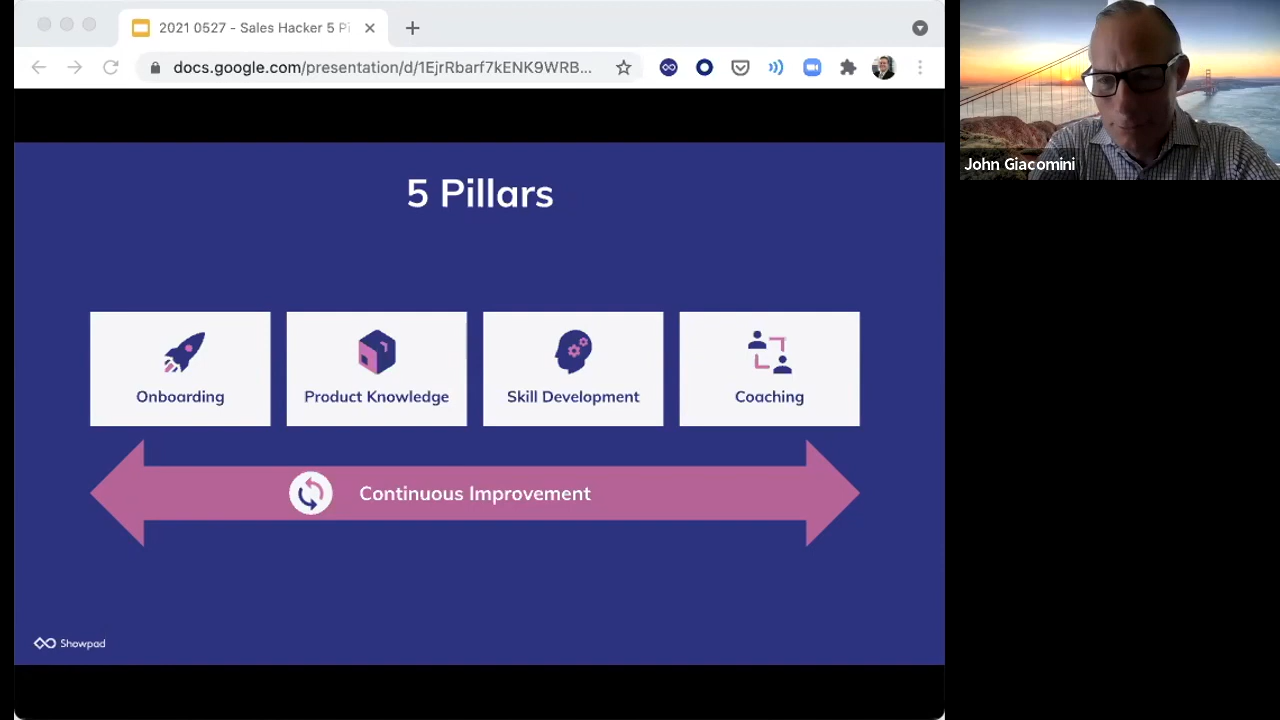 2021 0527 - Sales Hacker 5 Pi
docs.google.com/presentation/d/1EjrRbarf7kENK9WRB...
John Giacomini
5 Pillars
Onboarding
Product Knowledge
Skill Development
Coaching
Continuous Improvement
Showpad